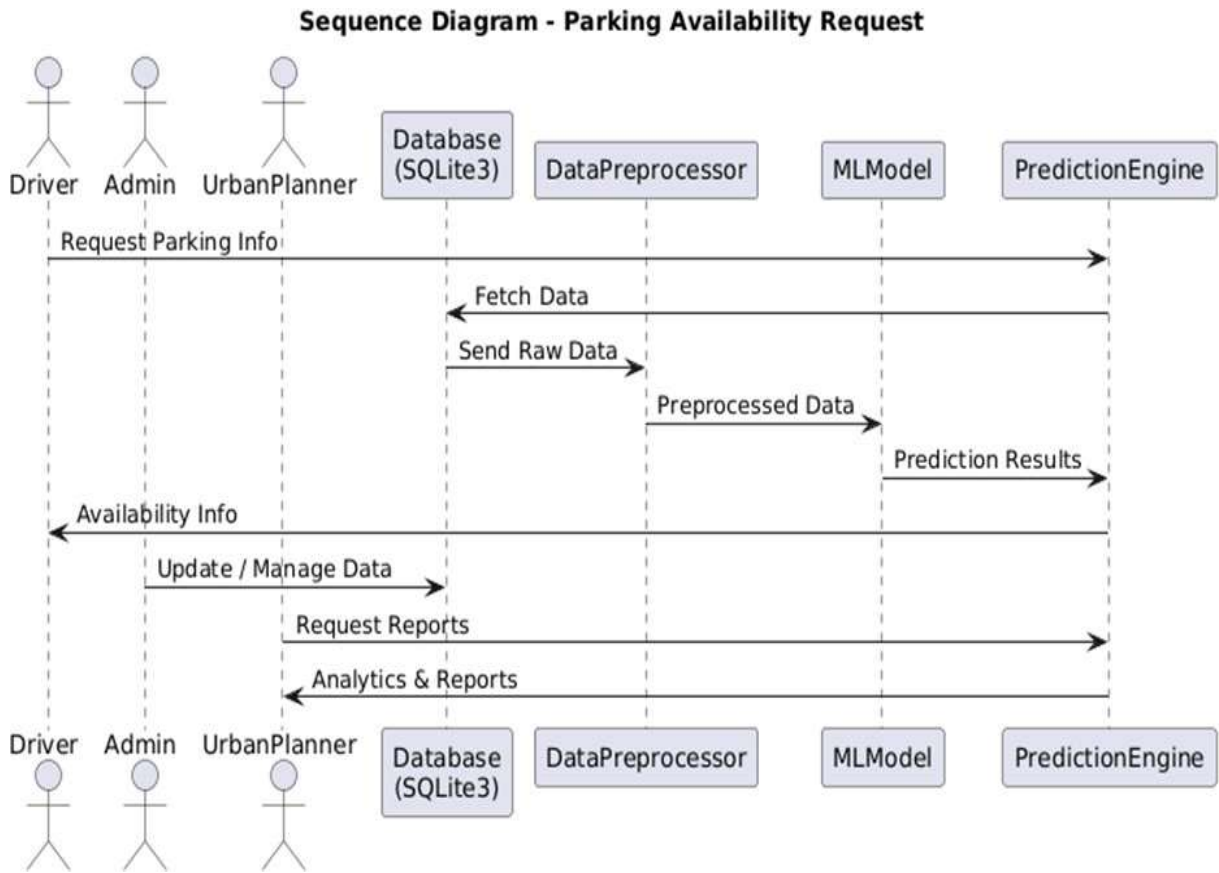 Sequence Diagram - Parking Availability Request
Driver
Admin
UrbanPlanner
Database
(SQLite3)
DataPreprocessor
MLModel
PredictionEngine
Request Parking Info
Fetch Data
Send Raw Data
Preprocessed Data
Prediction Results
Availability Info
Update / Manage Data
Request Reports
Analytics & Reports
Driver
Admin
UrbanPlanner
Database
(SQLite3)
DataPreprocessor
MLModel
PredictionEngine